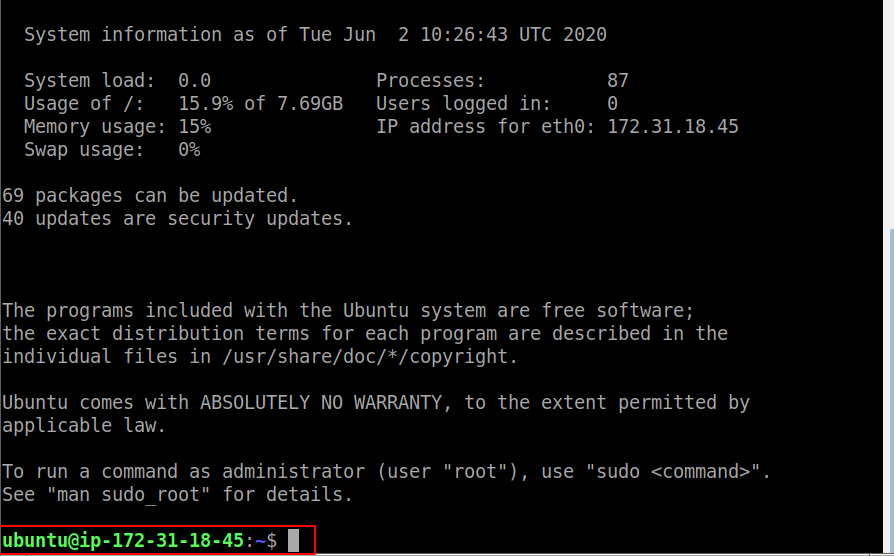 System information as of Tue Jun  2 10:26:43 UTC 2020
System load:  0.0               Processes:           87
Usage of /:   15.9% of 7.69GB   Users logged in:     0
Memory usage: 15%               IP address for eth0: 172.31.18.45
Swap usage:   0%
69 packages can be updated.
40 updates are security updates.
The programs included with the Ubuntu system are free software;
the exact distribution terms for each program are described in the
individual files in /usr/share/doc/*/copyright.
Ubuntu comes with ABSOLUTELY NO WARRANTY, to the extent permitted by
applicable law.
To run a command as administrator (user "root"), use "sudo <command>".
See "man sudo_root" for details.
ubuntu@ip-172-31-18-45:~$